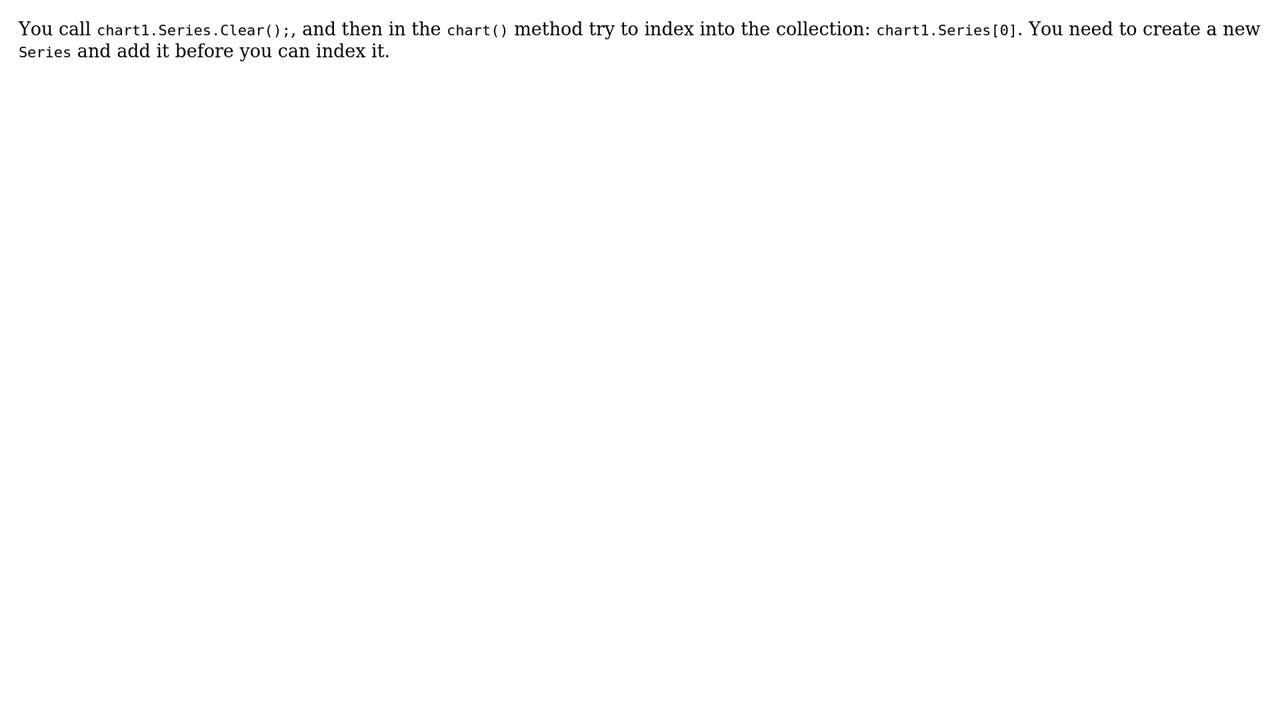 You call chart1.Series.Clear();, and then in the chart() method try to index into the collection: chart1.Series[0]. You need to create a new
Series and add it before you can index it.